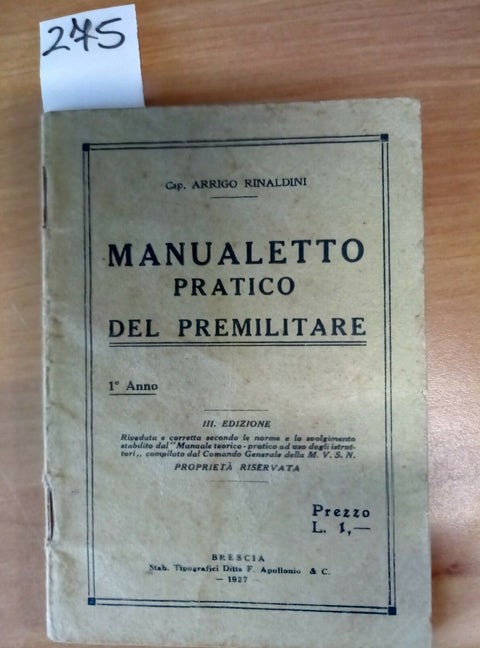 275
Cap. ARRIGO RINALDINI
MANUALETTO
PRATICO
DEL PREMILITARE
1° Anno
III. EDIZIONE
Riveduta e corretta secondo le norme e lo svolgimento
stabilito dal "Manuale teorico-pratico ad uso degli istrut-
tori,, compilato dal Comando Generale della M. V. S. N.
PROPRIETÀ RISERVATA
Prezzo
L. 1,—
BRESCIA
Stab. Tipografici Ditta F. Apollonio & C.
— 1927 —